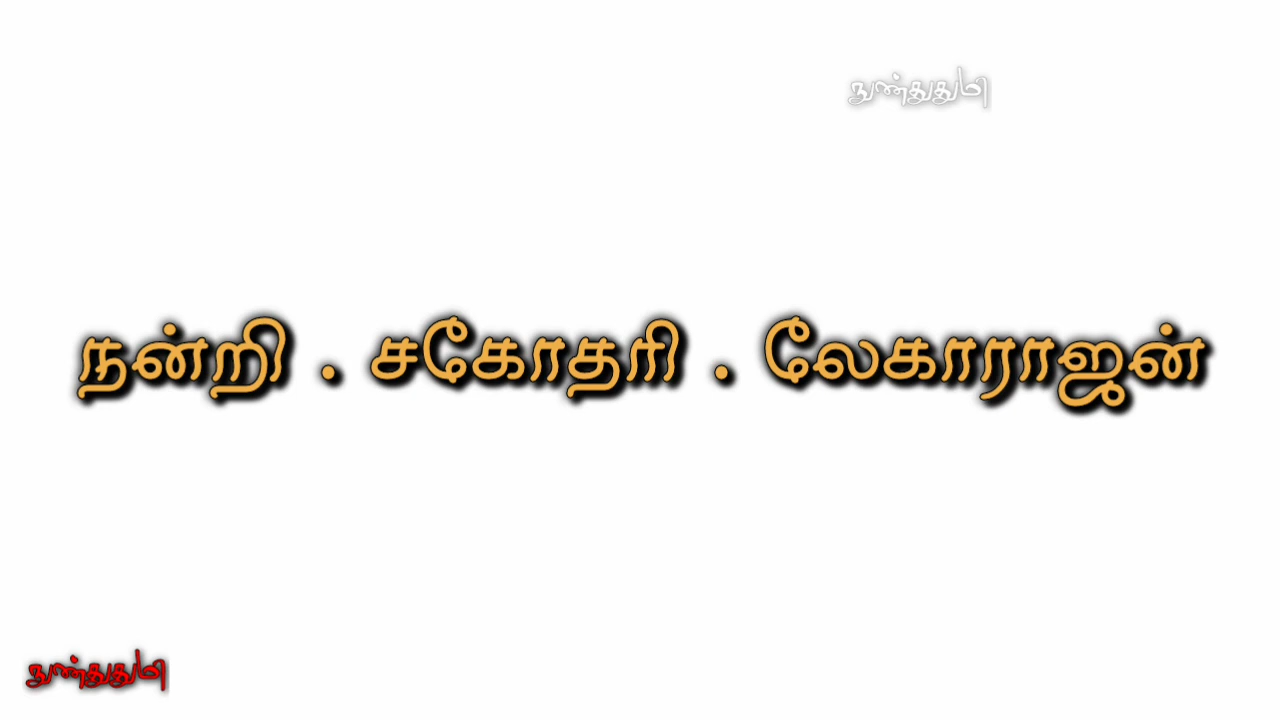 நுண்துதுமி
நன்றி . சகோதரி . லேகாராஜன்
நுண்துதுமி